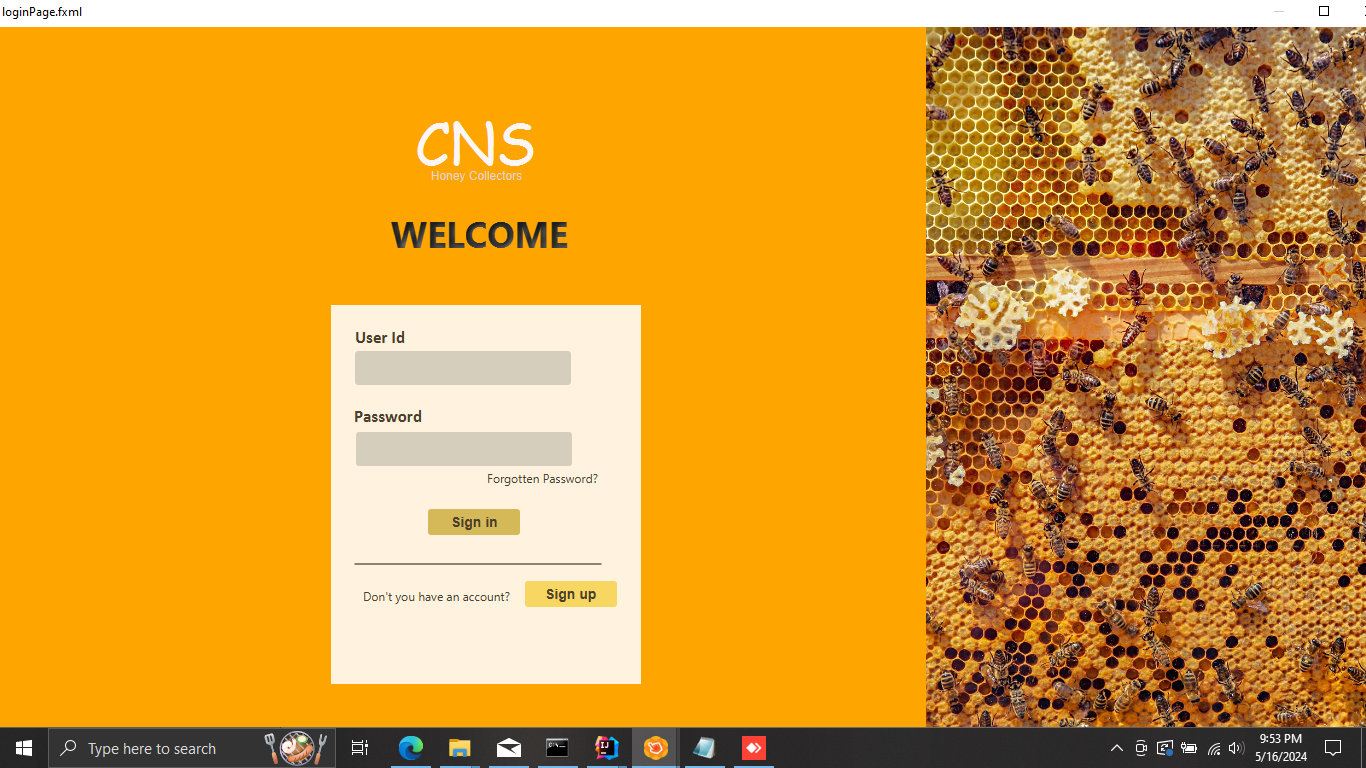 loginPage.fxml
CNS
Honey Collectors
WELCOME
User Id
Password
Forgotten Password?
Sign in
Don't you have an account?
Sign up
Type here to search
9:53 PM
5/16/2024